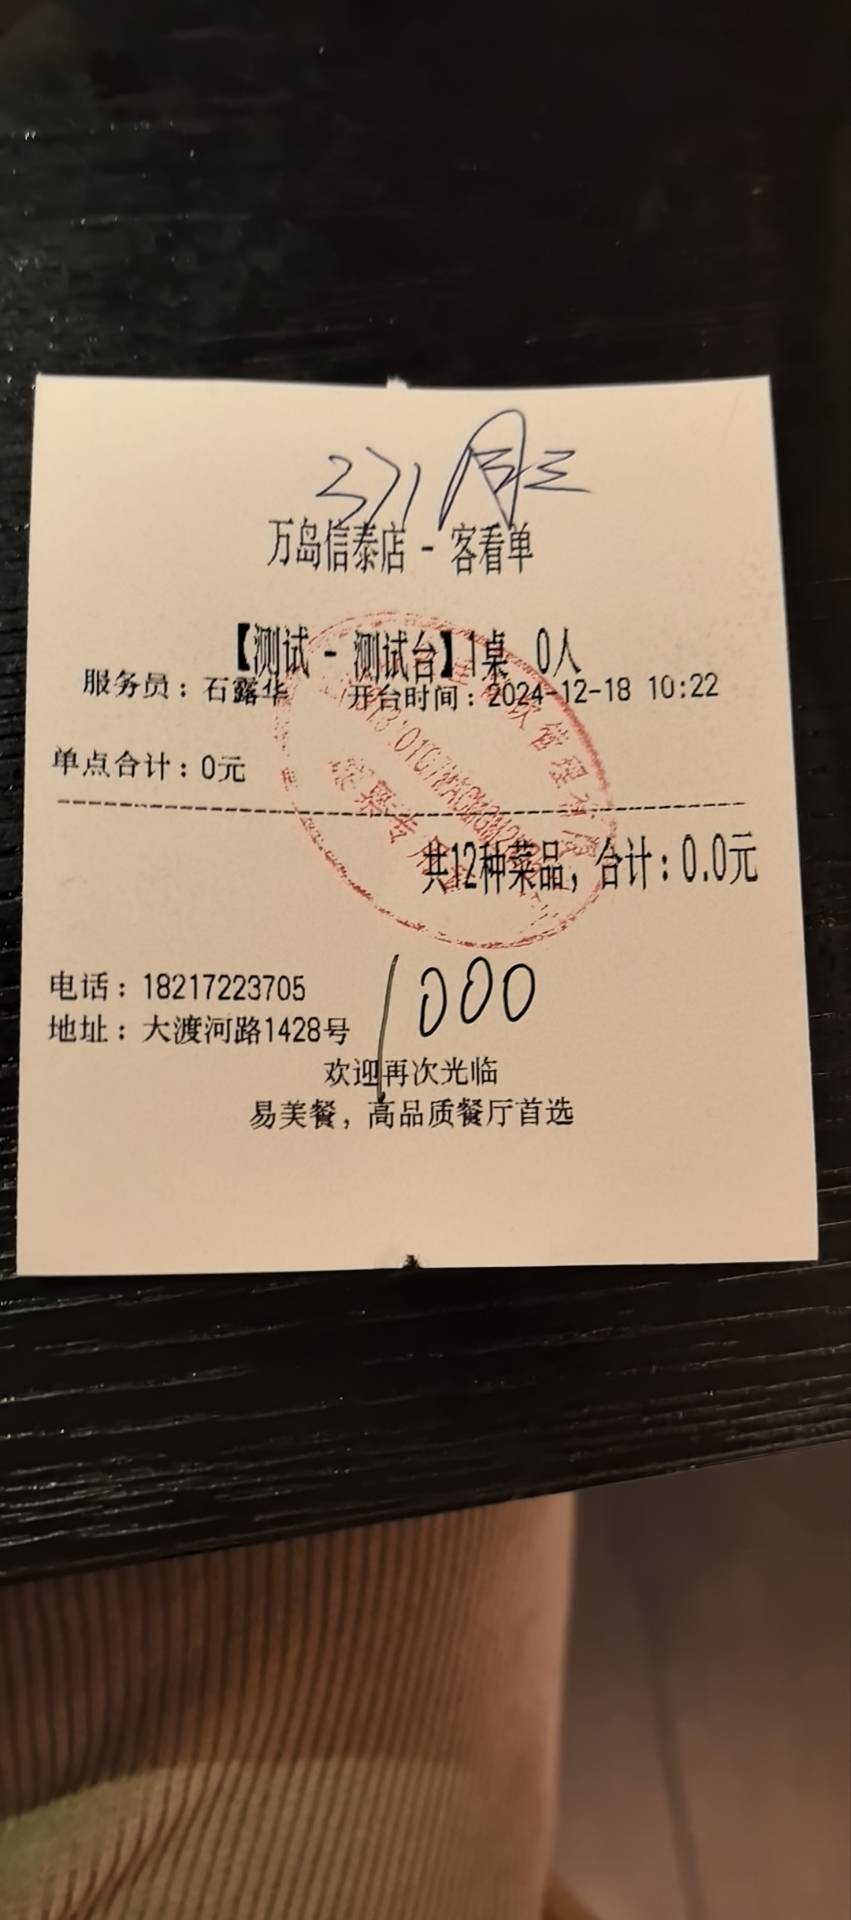 万岛信泰店 - 客看单
【测试 - 测试台】1桌 0人
服务员：石露华 开台时间：2024-12-18 10:22
单点合计：0元
共12种菜品，合计：0.0元
1000
电话：18217223705
地址：大渡河路1428号
欢迎再次光临
易美餐，高品质餐厅首选